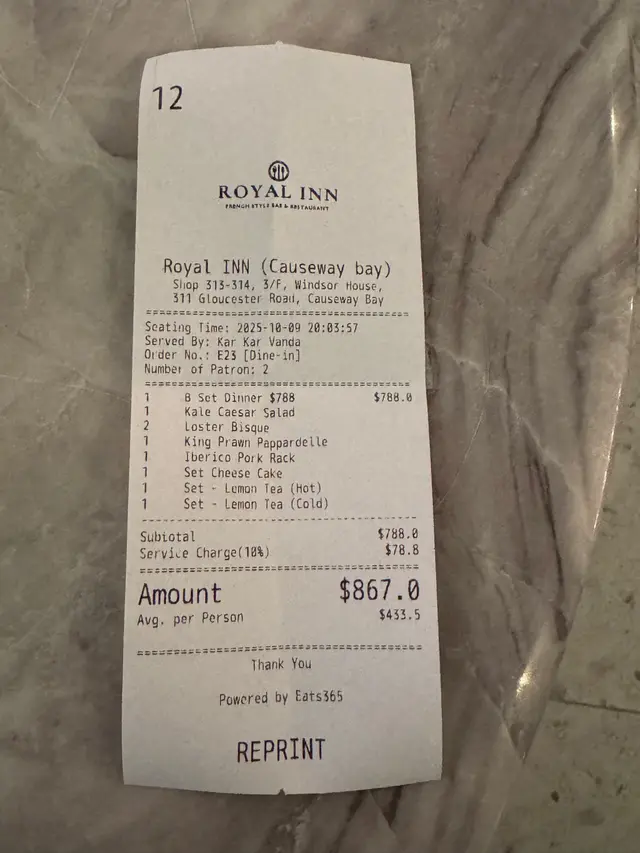 12
ROYAL INN
FRENCH STYLE BAR & RESTAURANT
Royal INN (Causeway bay)
Shop 313-314, 3/F, Windsor House,
311 Gloucester Road, Causeway Bay
Seating Time: 2025-10-09 20:03:57
Served By: Kar Kar Vanda
Order No.: E23 [Dine-in]
Number of Patron: 2
1 B Set Dinner $788 $788.0
1 Kale Caesar Salad
2 Loster Bisque
1 King Prawn Pappardelle
1 Iberico Pork Rack
1 Set Cheese Cake
1 Set - Lemon Tea (Hot)
1 Set - Lemon Tea (Cold)
Subtotal $788.0
Service Charge(10%) $78.8
Amount $867.0
Avg. per Person $433.5
Thank You
Powered by Eats365
REPRINT